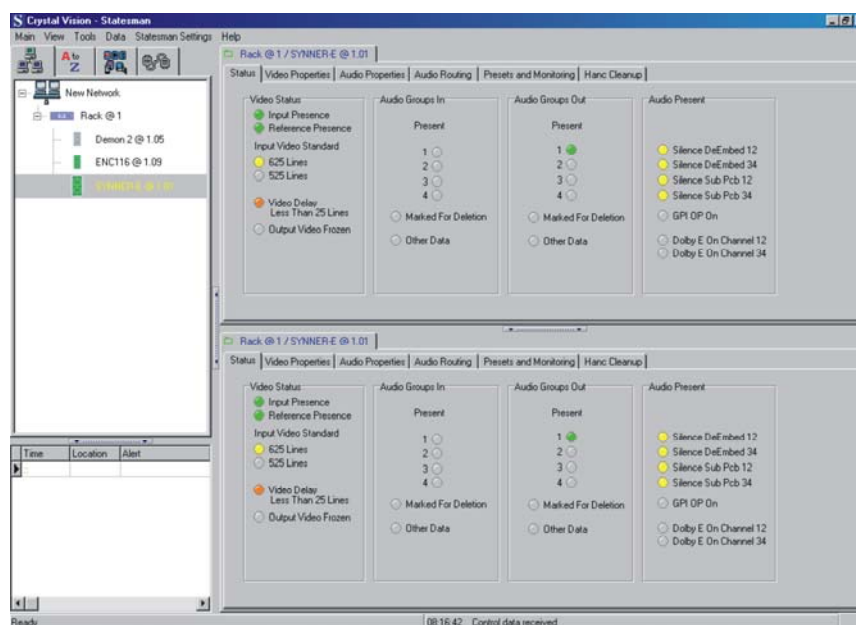 Crystal Vision - Statesman
Main View Tools Data Statesman Settings Help
A to Z
New Network
Rack @ 1
Demon 2 @ 1.05
ENC116 @ 1.09
SYNNER-E @ 1.01
Time Location Alert
Rack @ 1 / SYNNER-E @ 1.01
Status Video Properties Audio Properties Audio Routing Presets and Monitoring Hanc Cleanup
Video Status
Input Presence
Reference Presence
Input Video Standard
625 Lines
525 Lines
Video Delay
Less Than 25 Lines
Output Video Frozen
Audio Groups In
Present
1
2
3
4
Marked For Deletion
Other Data
Audio Groups Out
Present
1
2
3
4
Marked For Deletion
Other Data
Audio Present
Silence DeEmbed 12
Silence DeEmbed 34
Silence Sub Pcb 12
Silence Sub Pcb 34
GPI OP On
Dolby E On Channel 12
Dolby E On Channel 34
Rack @ 1 / SYNNER-E @ 1.01
Status Video Properties Audio Properties Audio Routing Presets and Monitoring Hanc Cleanup
Video Status
Input Presence
Reference Presence
Input Video Standard
625 Lines
525 Lines
Video Delay
Less Than 25 Lines
Output Video Frozen
Audio Groups In
Present
1
2
3
4
Marked For Deletion
Other Data
Audio Groups Out
Present
1
2
3
4
Marked For Deletion
Other Data
Audio Present
Silence DeEmbed 12
Silence DeEmbed 34
Silence Sub Pcb 12
Silence Sub Pcb 34
GPI OP On
Dolby E On Channel 12
Dolby E On Channel 34
Ready
08:16:42 Control data received